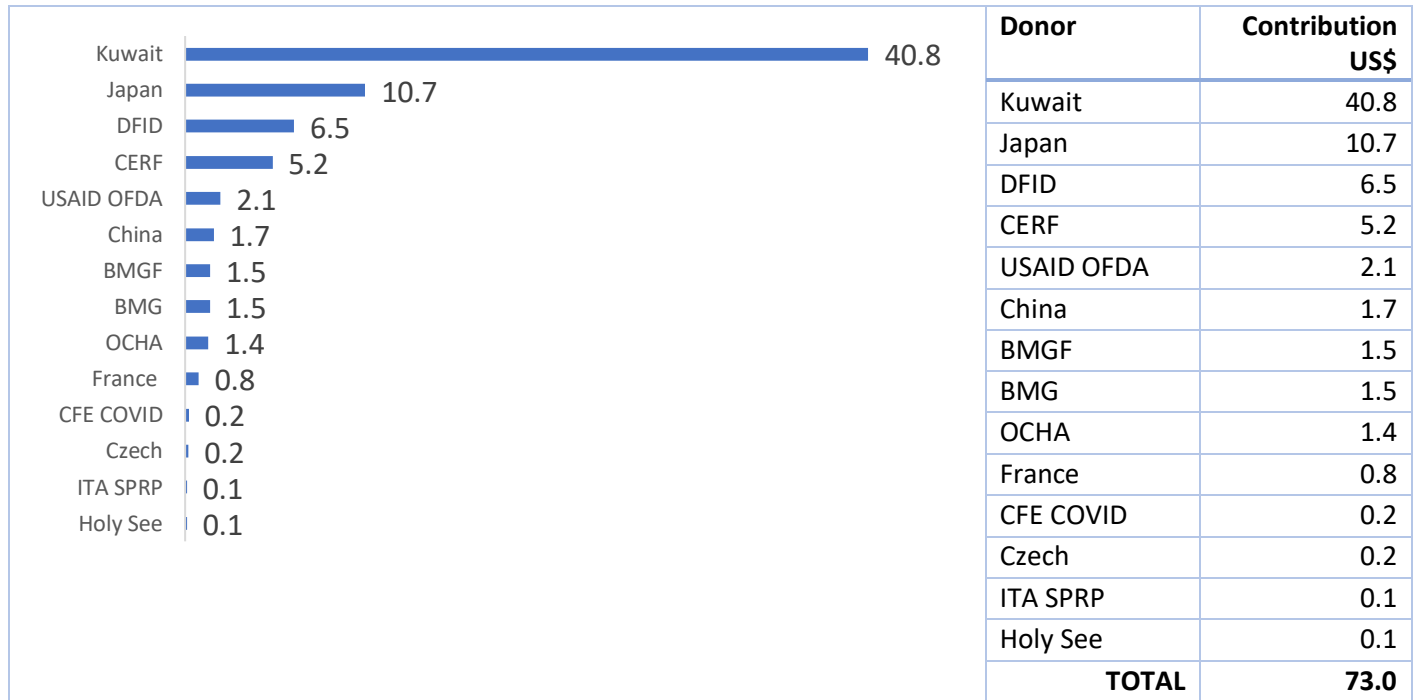 Kuwait 40.8
Japan 10.7
DFID 6.5
CERF 5.2
USAID OFDA 2.1
China 1.7
BMGF 1.5
BMG 1.5
OCHA 1.4
France 0.8
CFE COVID 0.2
Czech 0.2
ITA SPRP 0.1
Holy See 0.1
Donor Contribution
US$
Kuwait 40.8
Japan 10.7
DFID 6.5
CERF 5.2
USAID OFDA 2.1
China 1.7
BMGF 1.5
BMG 1.5
OCHA 1.4
France 0.8
CFE COVID 0.2
Czech 0.2
ITA SPRP 0.1
Holy See 0.1
TOTAL 73.0